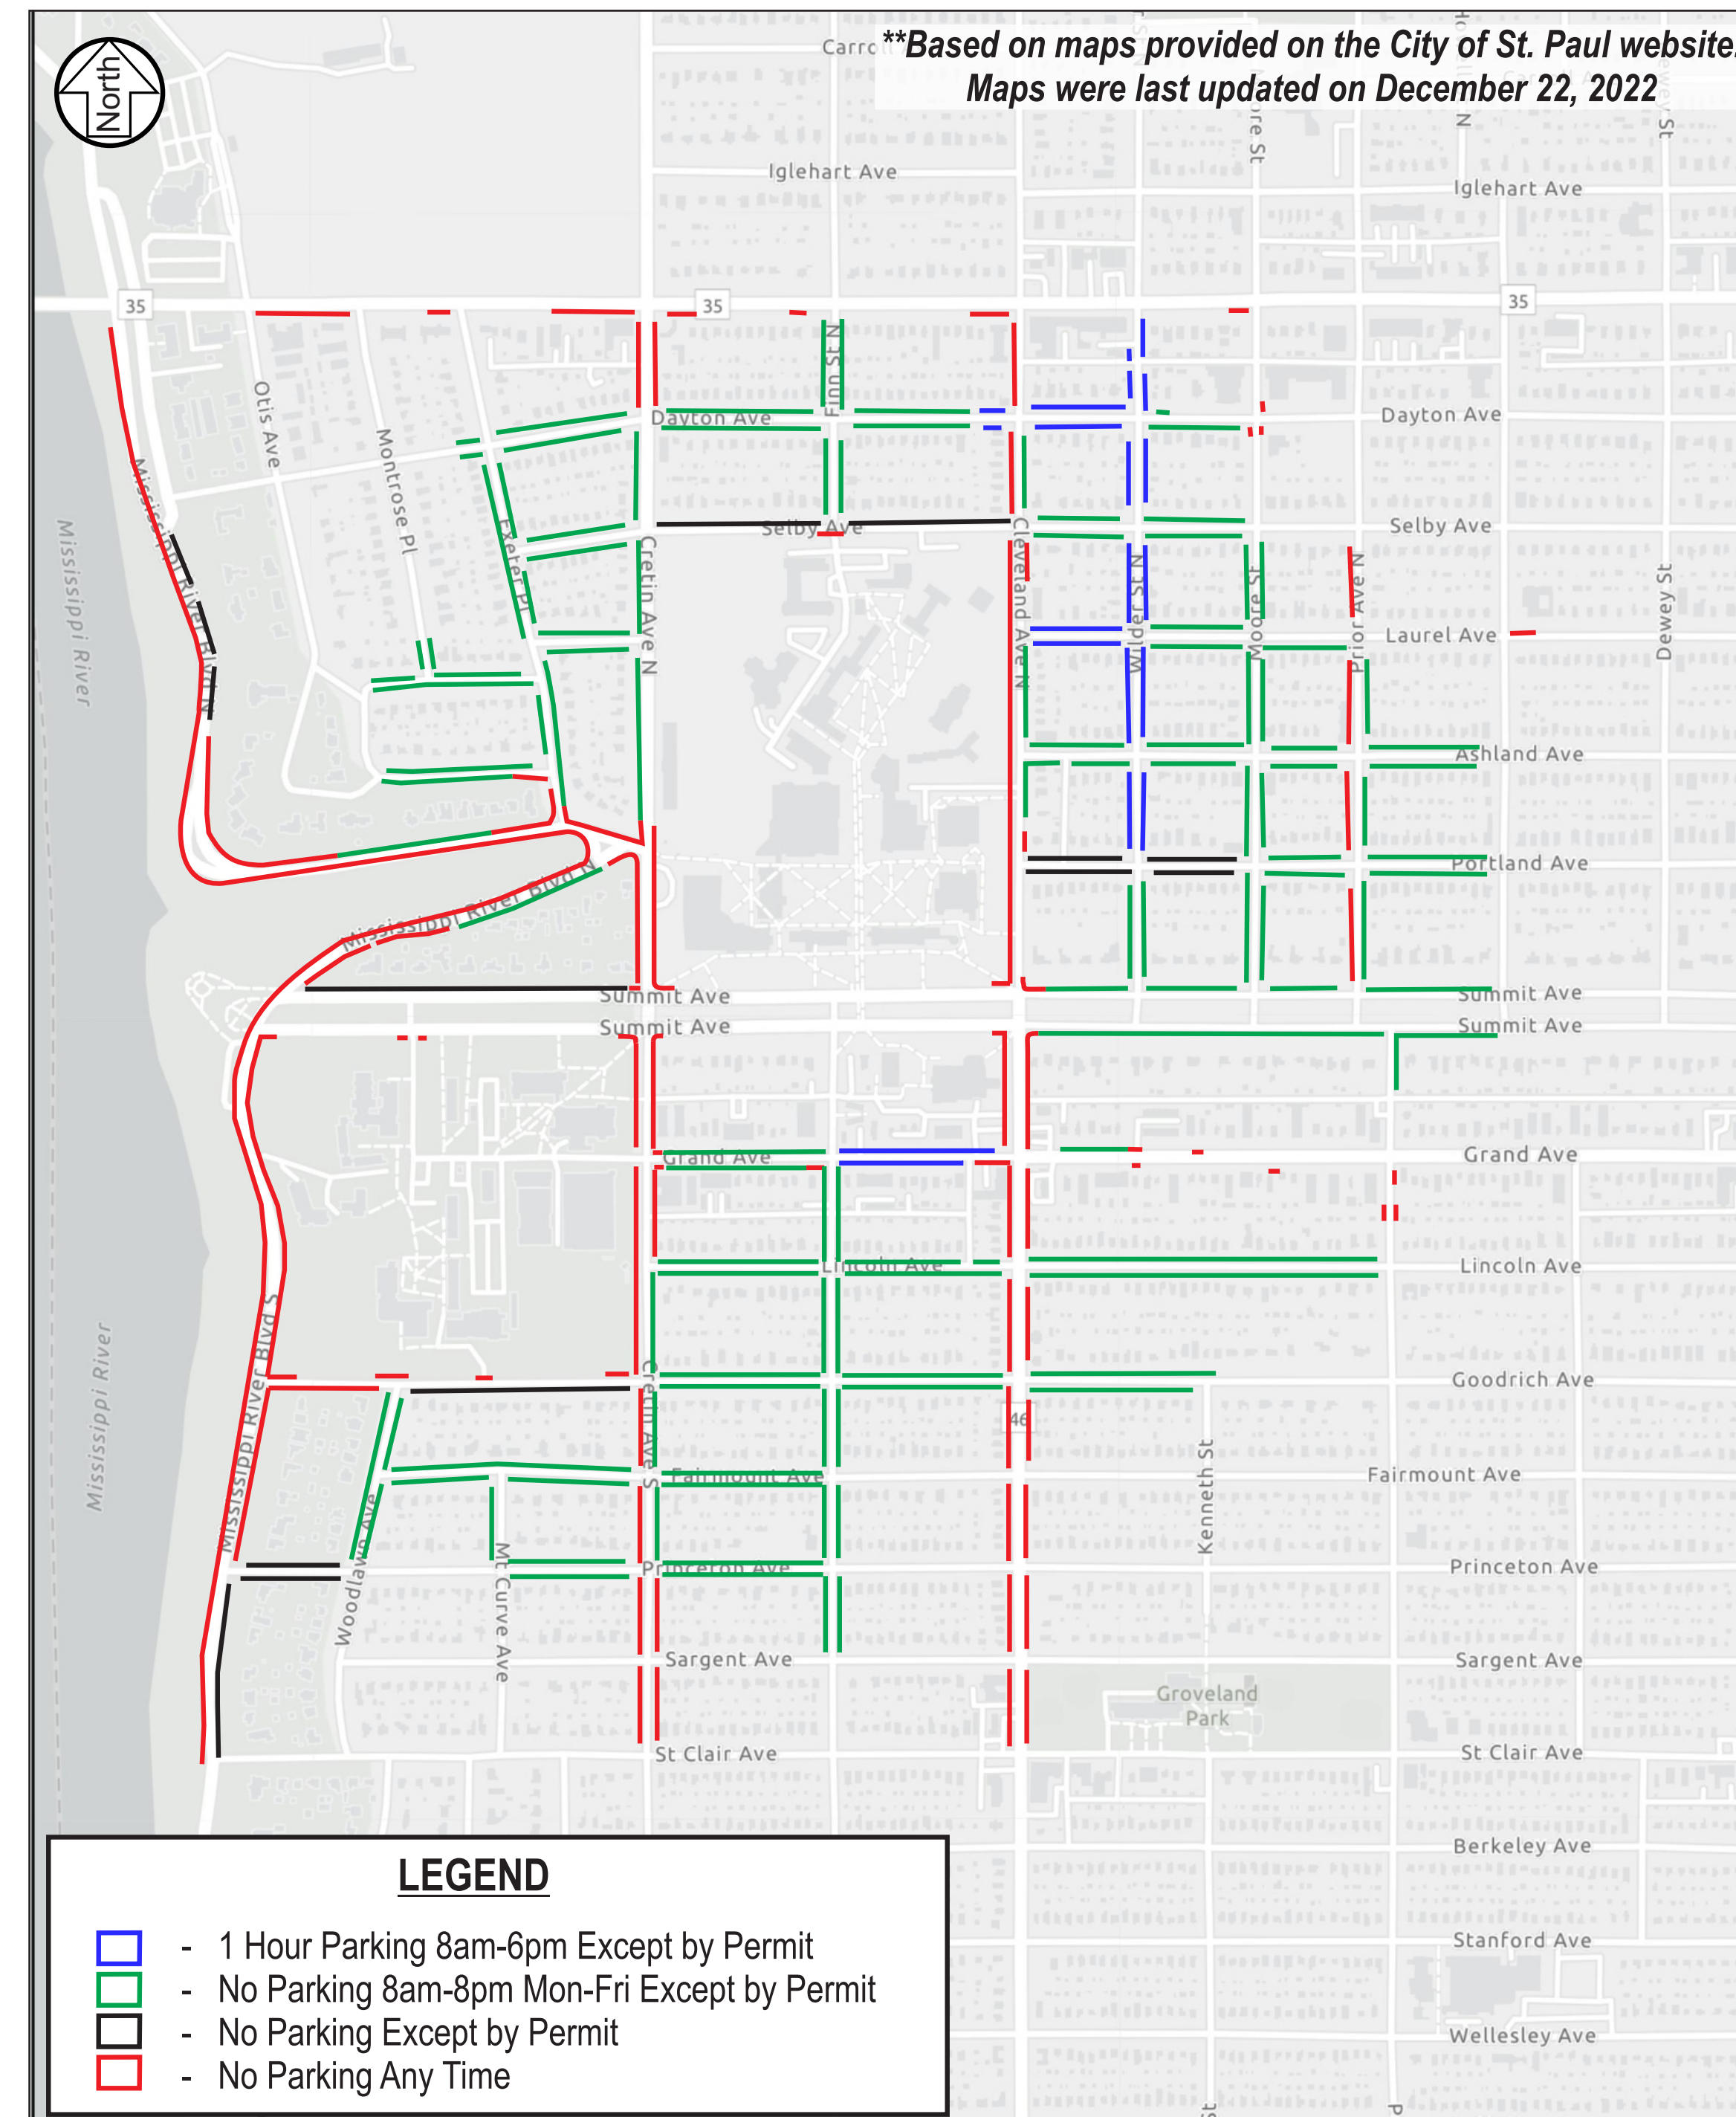 North
**Based on maps provided on the City of St. Paul website.
Maps were last updated on December 22, 2022
Iglehart Ave
Iglehart Ave
35
35
35
Otis Ave
Montrose Pl
Finn St N
Dayton Ave
Dayton Ave
Mississippi River Blvd N
Mississippi River
Exeter Pl
Selby Ave
Selby Ave
Cretin Ave N
Cleveland Ave N
Wilder St N
Moore St
Prior Ave N
Dewey St
Dewey St
Laurel Ave
Ashland Ave
Portland Ave
Mississippi River Blvd N
Summit Ave
Summit Ave
Summit Ave
Summit Ave
Grand Ave
Grand Ave
Lincoln Ave
Lincoln Ave
Mississippi River Blvd S
Mississippi River
Cretin Ave S
Goodrich Ave
46
Fairmount Ave
Fairmount Ave
Kenneth St
Woodlawn Ave
Mt Curve Ave
Princeton Ave
Princeton Ave
Sargent Ave
Sargent Ave
Groveland
Park
St Clair Ave
St Clair Ave
Berkeley Ave
Stanford Ave
Wellesley Ave
LEGEND
- 1 Hour Parking 8am-6pm Except by Permit
- No Parking 8am-8pm Mon-Fri Except by Permit
- No Parking Except by Permit
- No Parking Any Time